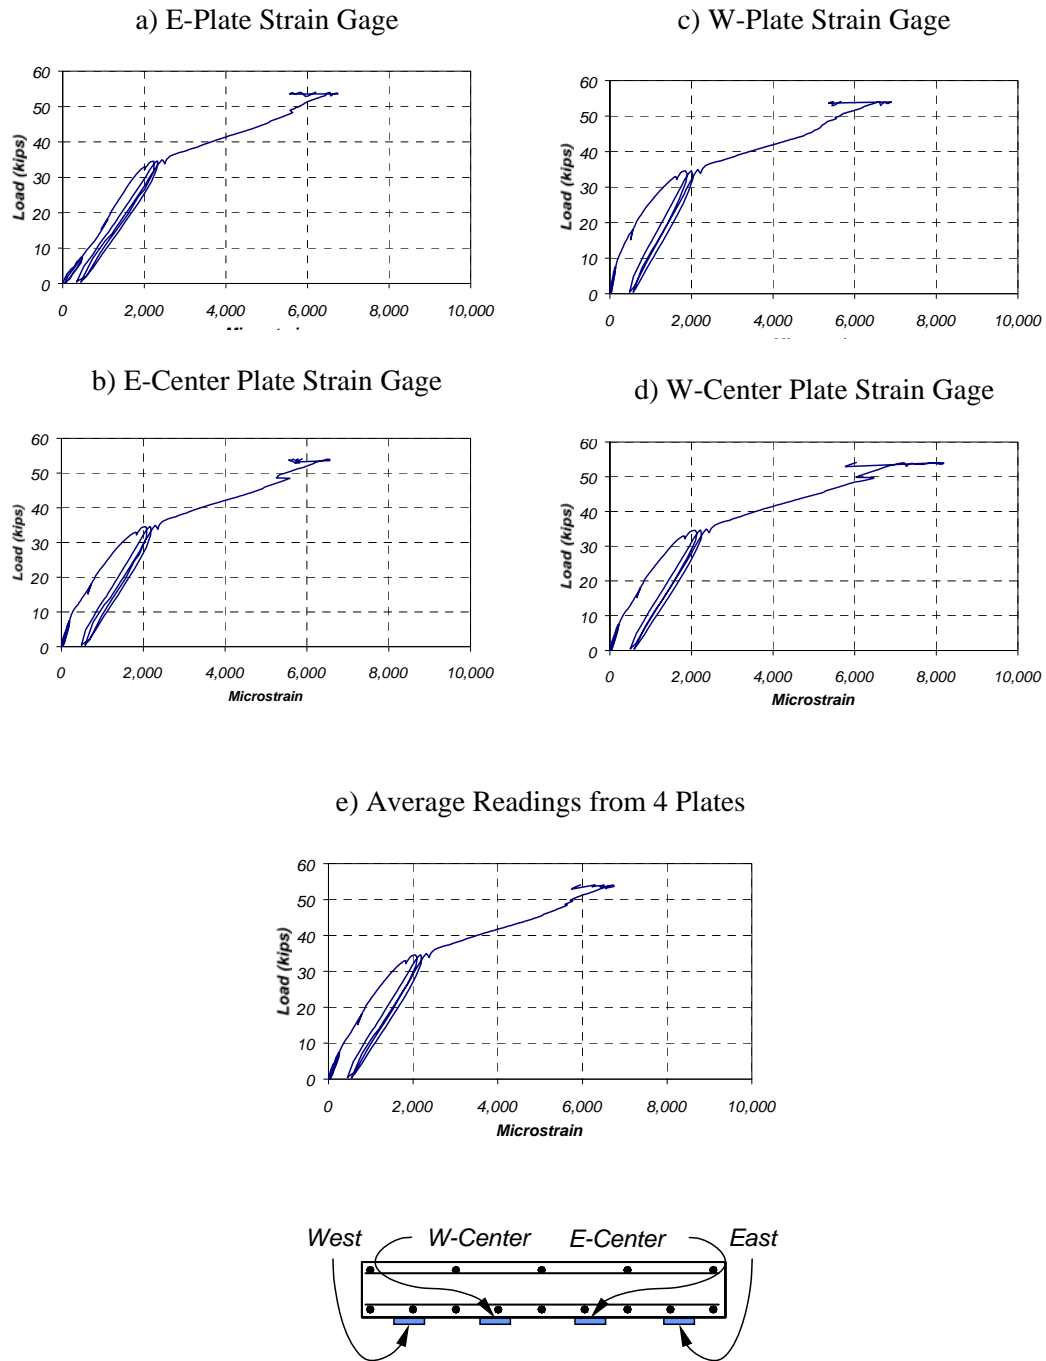 a) E-Plate Strain Gage
60
50
40
30
20
10
0
Load (kips)
0 2,000 4,000 6,000 8,000 10,000
c) W-Plate Strain Gage
60
50
40
30
20
10
0
Load (kips)
0 2,000 4,000 6,000 8,000 10,000
b) E-Center Plate Strain Gage
60
50
40
30
20
10
0
Load (kips)
0 2,000 4,000 6,000 8,000 10,000
Microstrain
d) W-Center Plate Strain Gage
60
50
40
30
20
10
0
Load (kips)
0 2,000 4,000 6,000 8,000 10,000
Microstrain
e) Average Readings from 4 Plates
60
50
40
30
20
10
0
Load (kips)
0 2,000 4,000 6,000 8,000 10,000
Microstrain
West W-Center E-Center East